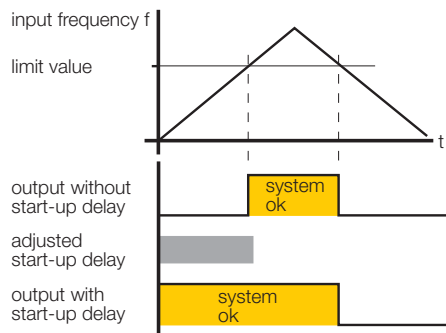 input frequency f
limit value
t
output without
start-up delay
system
ok
adjusted
start-up delay
output with
start-up delay
system
ok